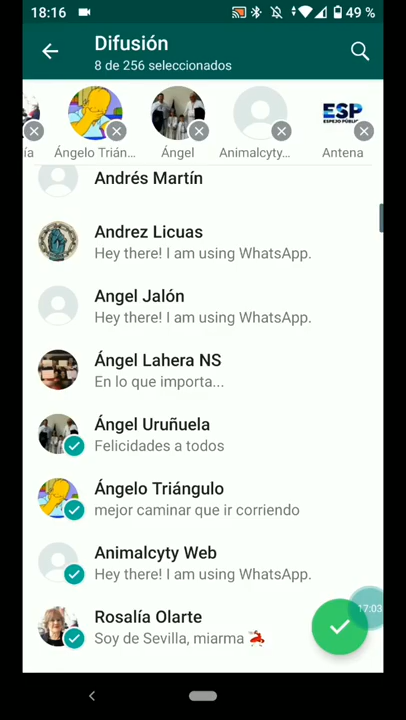 18:16
49 %
Difusión
8 de 256 seleccionados
ía
Ángelo Trián...
Ángel
Animalcyty...
ESP
ESPEJO PÚBLICO
Antena
Andrés Martín
Andrez Licuas
Hey there! I am using WhatsApp.
Angel Jalón
Hey there! I am using WhatsApp.
Ángel Lahera NS
En lo que importa...
Ángel Uruñuela
Felicidades a todos
Ángelo Triángulo
mejor caminar que ir corriendo
Animalcyty Web
Hey there! I am using WhatsApp.
17:03
Rosalía Olarte
Soy de Sevilla, miarma 💃